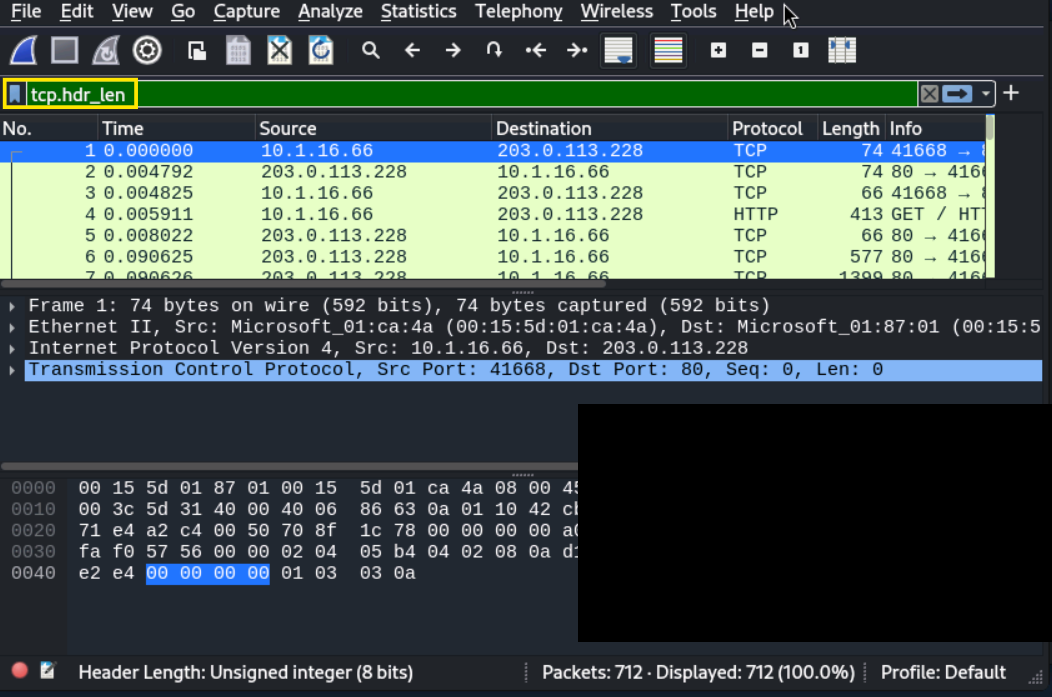 File Edit View Go Capture Analyze Statistics Telephony Wireless Tools Help
tcp.hdr_len
No. Time Source Destination Protocol Length Info
1 0.000000 10.1.16.66 203.0.113.228 TCP 74 41668 →
2 0.004792 203.0.113.228 10.1.16.66 TCP 74 80 → 416
3 0.004825 10.1.16.66 203.0.113.228 TCP 66 41668 →
4 0.005911 10.1.16.66 203.0.113.228 HTTP 413 GET / HT
5 0.008022 203.0.113.228 10.1.16.66 TCP 66 80 → 416
6 0.090625 203.0.113.228 10.1.16.66 TCP 577 80 → 416
7 0.090626 203.0.113.228 10.1.16.66 TCP 1399 80 → 416
Frame 1: 74 bytes on wire (592 bits), 74 bytes captured (592 bits)
Ethernet II, Src: Microsoft_01:ca:4a (00:15:5d:01:ca:4a), Dst: Microsoft_01:87:01 (00:15:5
Internet Protocol Version 4, Src: 10.1.16.66, Dst: 203.0.113.228
Transmission Control Protocol, Src Port: 41668, Dst Port: 80, Seq: 0, Len: 0
0000 00 15 5d 01 87 01 00 15 5d 01 ca 4a 08 00 45
0010 00 3c 5d 31 40 00 40 06 86 63 0a 01 10 42 cb
0020 71 e4 a2 c4 00 50 70 8f 1c 78 00 00 00 00 a0
0030 fa f0 57 56 00 00 02 04 05 b4 04 02 08 0a d1
0040 e2 e4 00 00 00 00 01 03 03 0a
Header Length: Unsigned integer (8 bits) Packets: 712 · Displayed: 712 (100.0%) Profile: Default